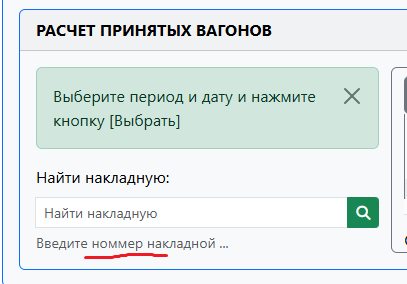 РАСЧЕТ ПРИНЯТЫХ ВАГОНОВ
Выберите период и дату и нажмите
кнопку [Выбрать]
Найти накладную:
Найти накладную
Введите номмер накладной ...